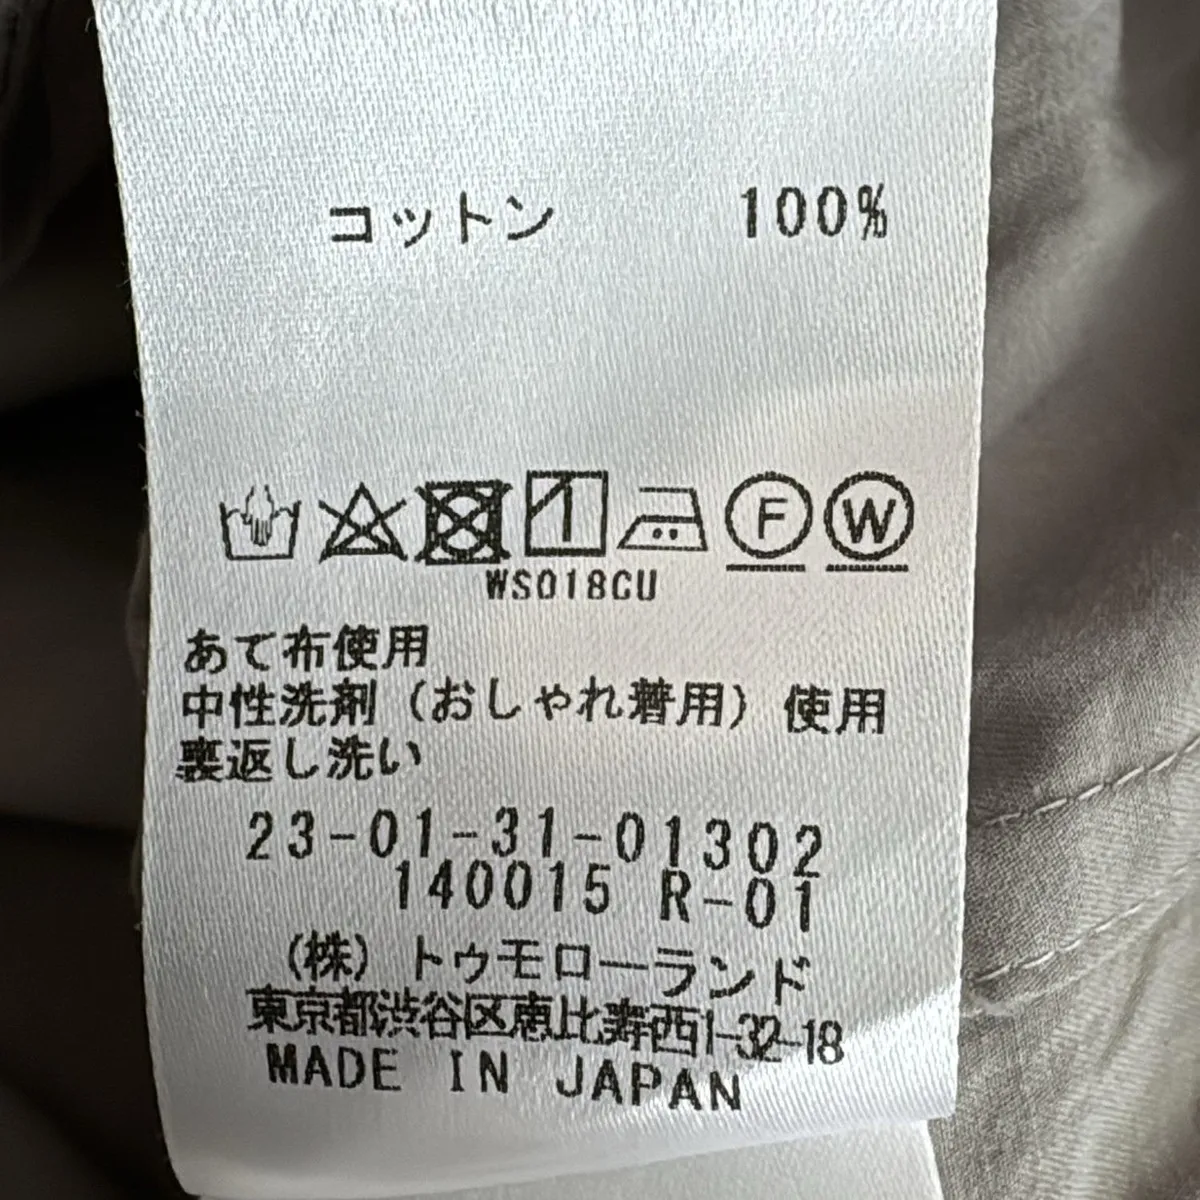 コットン 100%
F W
WS018CU
あて布使用
中性洗剤（おしゃれ着用）使用
裏返し洗い
23-01-31-01302
140015 R-01
（株）トゥモローランド
東京都渋谷区恵比寿西1-32-18
MADE IN JAPAN